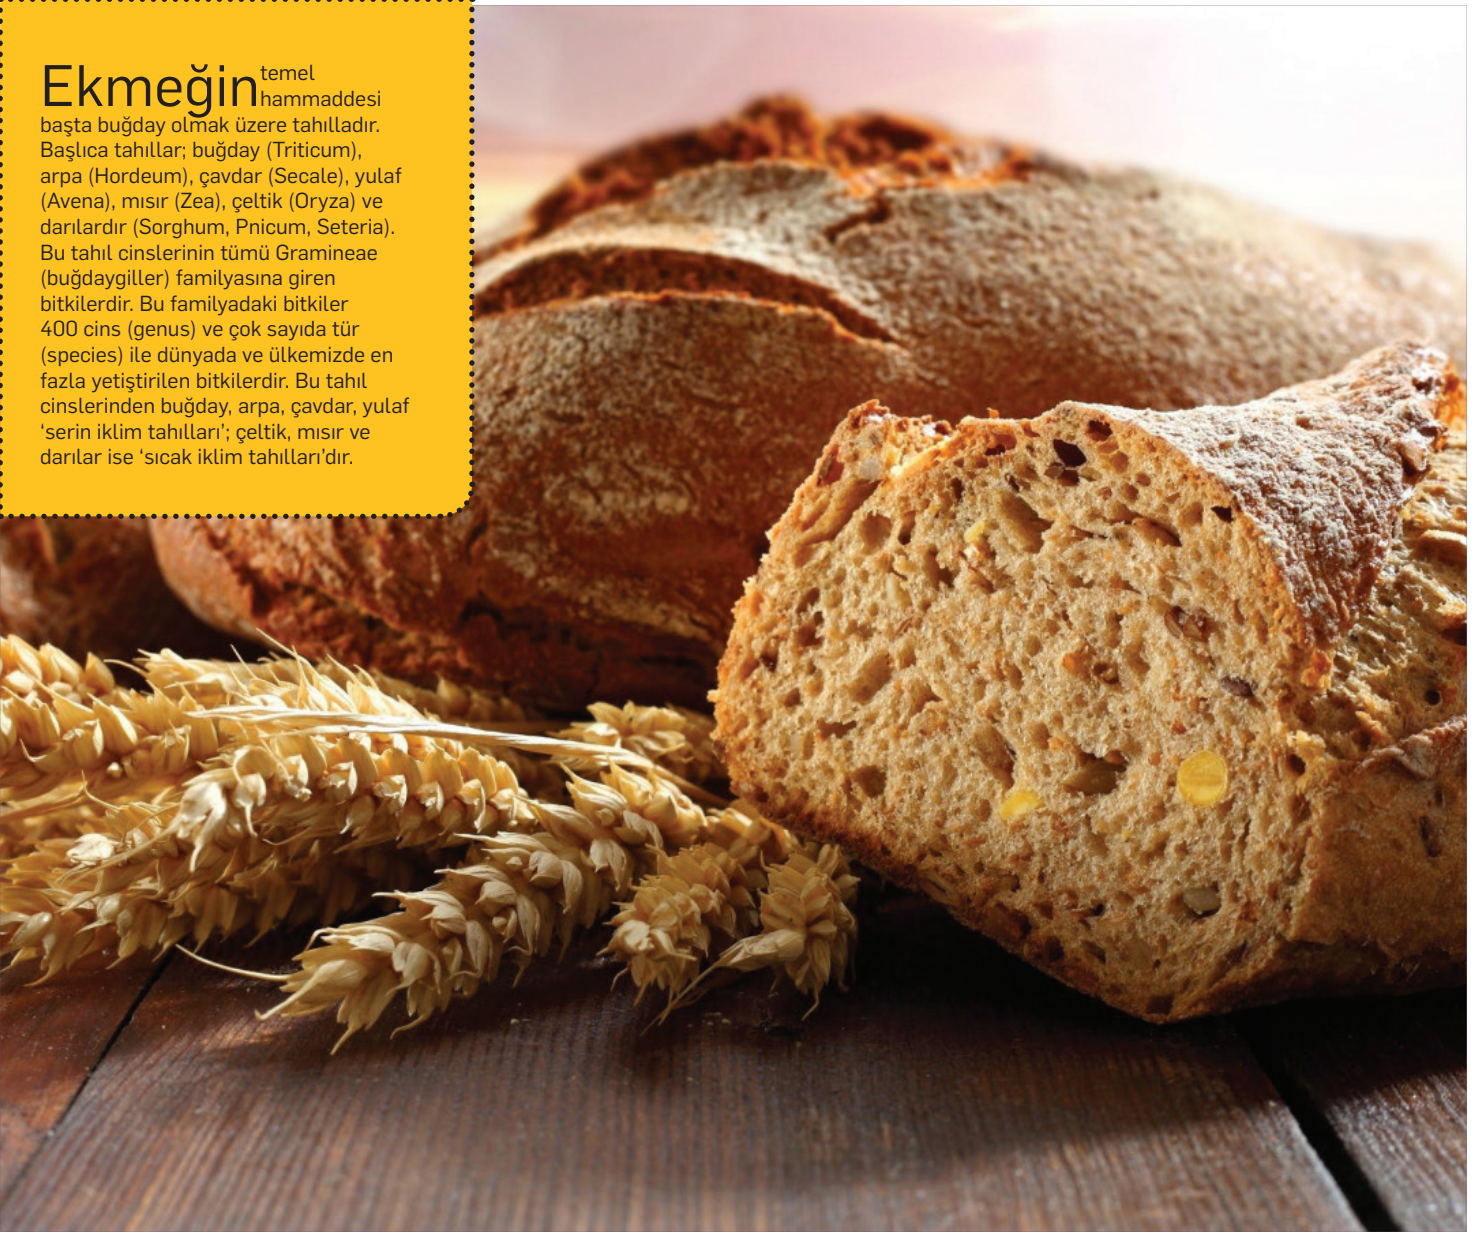 Ekmeğin temel
hammaddesi
başta buğday olmak üzere tahılladır.
Başlıca tahıllar; buğday (Triticum),
arpa (Hordeum), çavdar (Secale), yulaf
(Avena), mısır (Zea), çeltik (Oryza) ve
darılardır (Sorghum, Pnicum, Seteria).
Bu tahıl cinslerinin tümü Gramineae
(buğdaygiller) familyasına giren
bitkilerdir. Bu familyadaki bitkiler
400 cins (genus) ve çok sayıda tür
(species) ile dünyada ve ülkemizde en
fazla yetiştirilen bitkilerdir. Bu tahıl
cinslerinden buğday, arpa, çavdar, yulaf
‘serin iklim tahılları’; çeltik, mısır ve
darılar ise ‘sıcak iklim tahılları’dır.